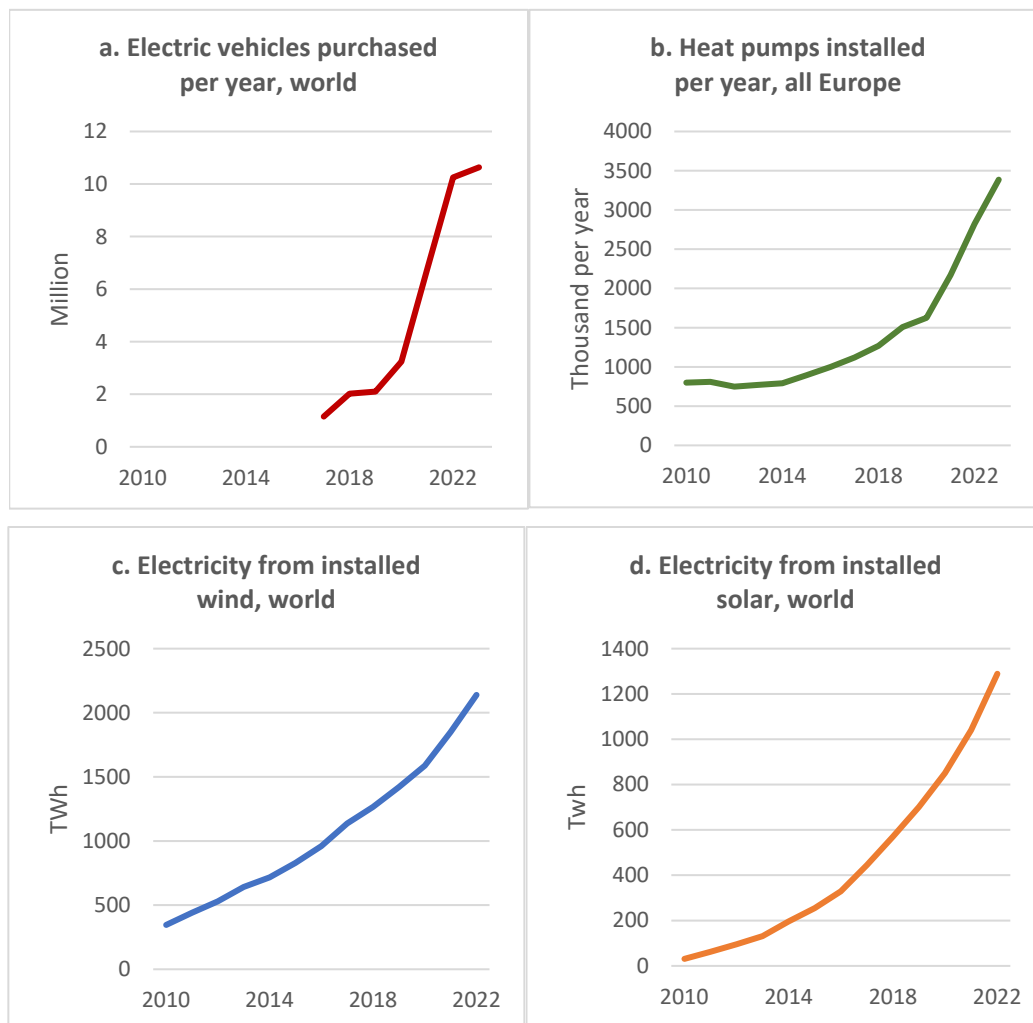 a. Electric vehicles purchased
per year, world
12
10
8
6
4
2
0
Million
2010 2014 2018 2022
b. Heat pumps installed
per year, all Europe
4000
3500
3000
2500
2000
1500
1000
500
0
Thousand per year
2010 2014 2018 2022
c. Electricity from installed
wind, world
2500
2000
1500
1000
500
0
TWh
2010 2014 2018 2022
d. Electricity from installed
solar, world
1400
1200
1000
800
600
400
200
0
Twh
2010 2014 2018 2022